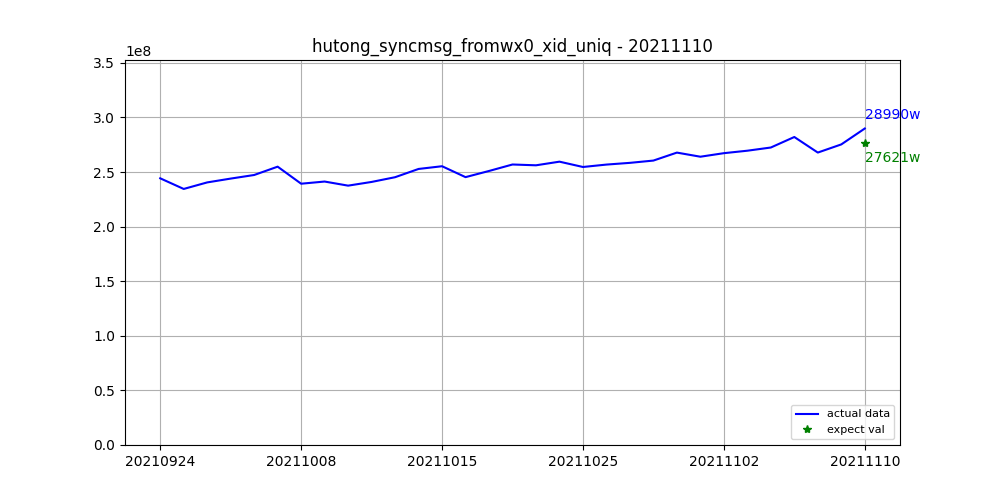 hutong_syncmsg_fromwx0_xid_uniq - 20211110
1e8
3.5
3.0
2.5
2.0
1.5
1.0
0.5
0.0
28990w
27621w
actual data
expect val
20210924 20211008 20211015 20211025 20211102 20211110